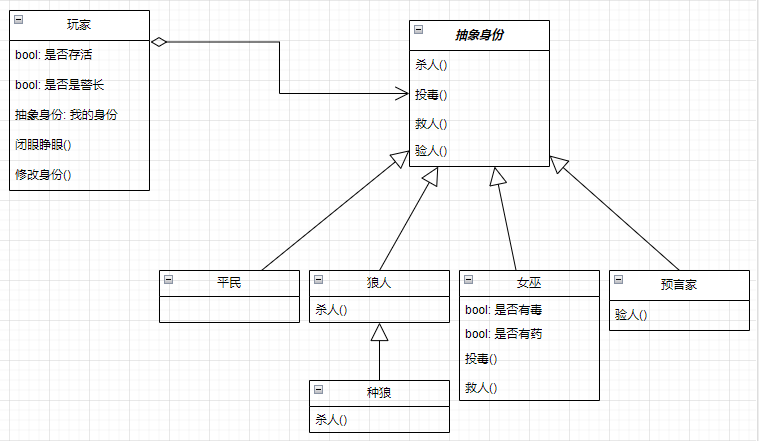 玩家
bool: 是否存活
bool: 是否是警长
抽象身份: 我的身份
闭眼睁眼()
修改身份()
抽象身份
杀人()
投毒()
救人()
验人()
平民
狼人
杀人()
女巫
bool: 是否有毒
bool: 是否有药
投毒()
救人()
预言家
验人()
种狼
杀人()